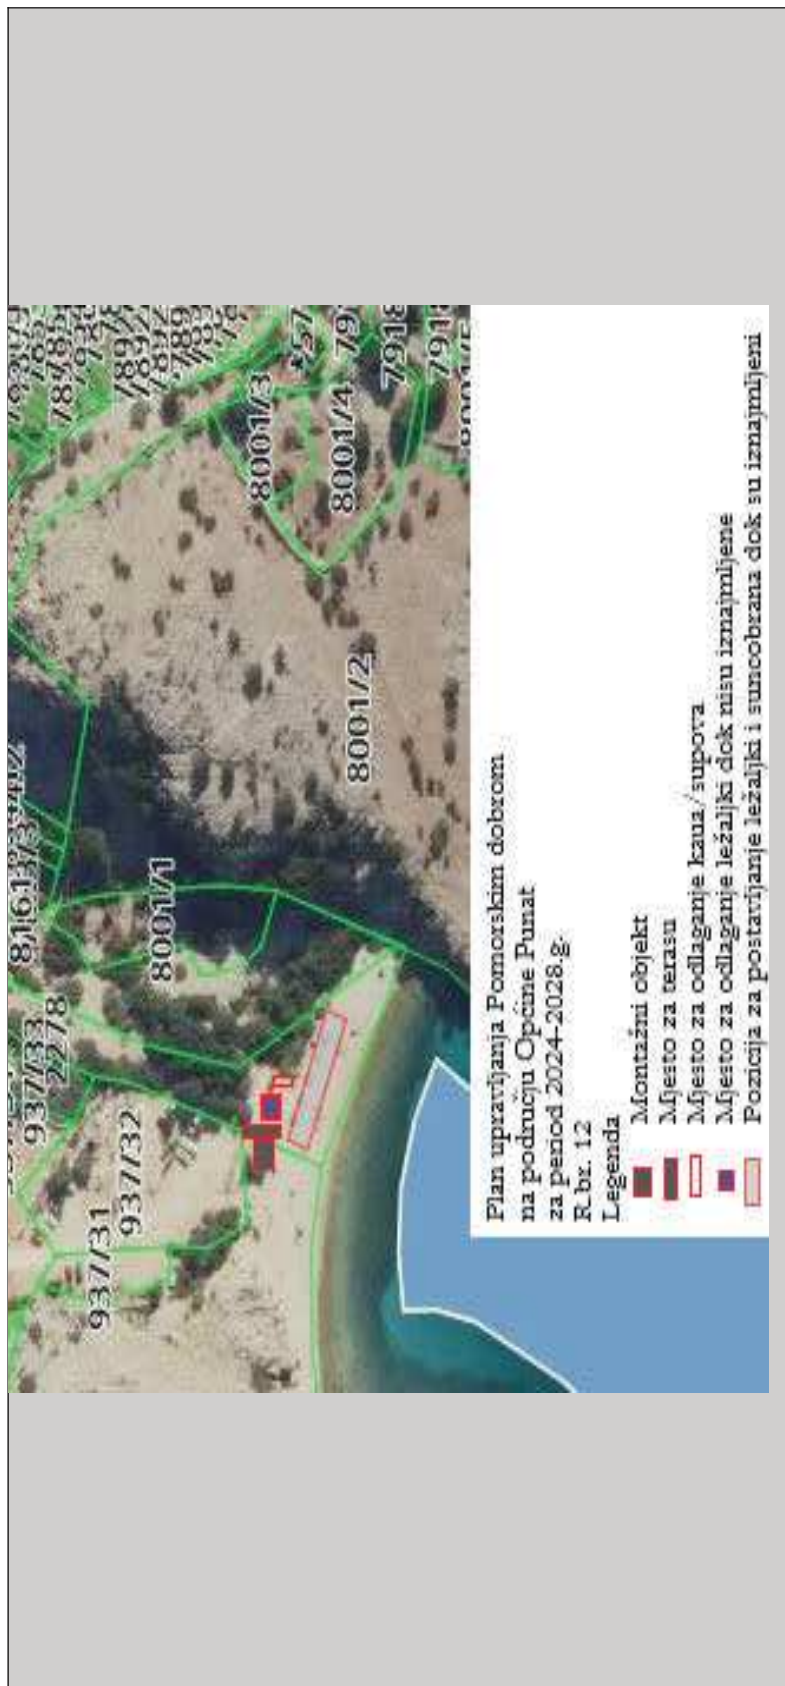 8001/3
8001/4
8001/2
8001/1
937/33
2278
937/32
937/31
Plan upravljanja Pomorskim dobrom
na području Općine Punat
za period 2024-2028.g.
R.br. 12
Legenda
Montažni objekt
Mjesto za terasu
Mjesto za odlaganje kaua/supova
Mjesto za odlaganje ležaljki dok nisu iznajmljene
Pozicija za postavljanje ležaljki i suncobrana dok su iznajmljeni